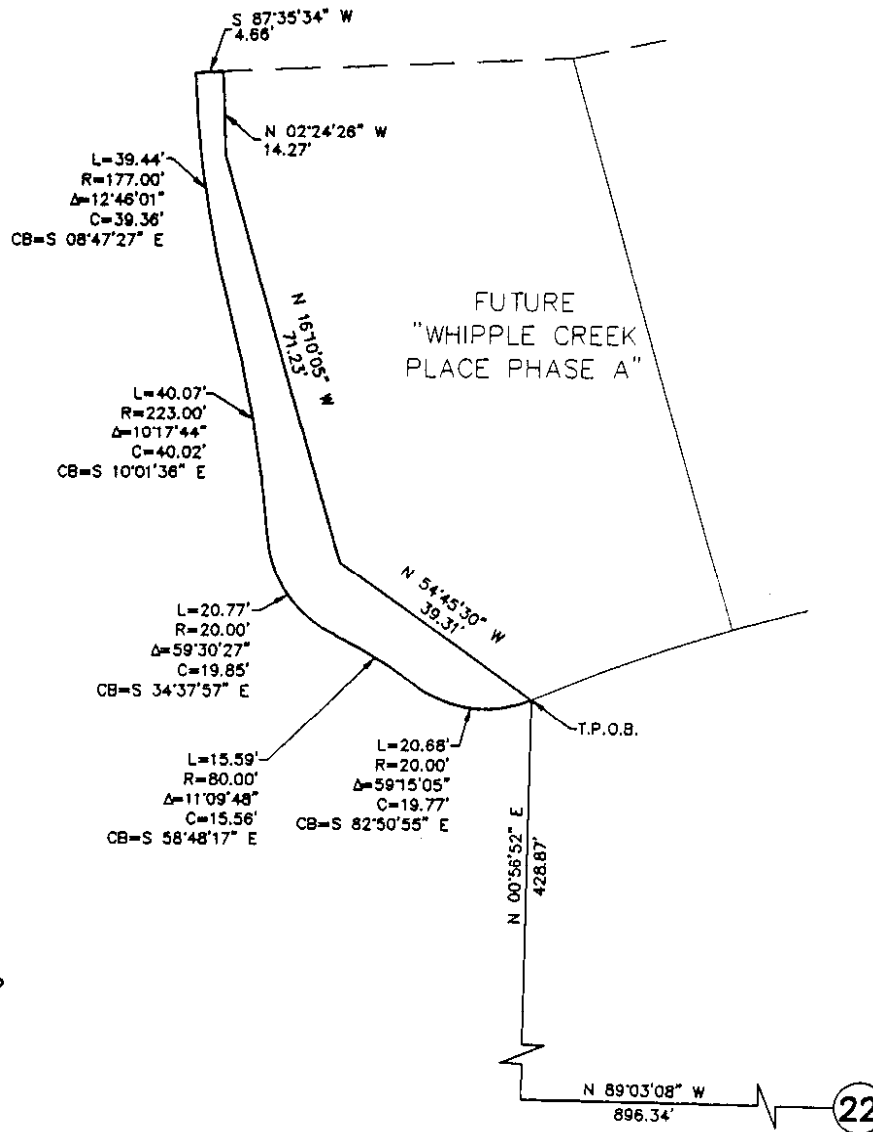 S 87°35'34" W
4.66'
N 02°24'26" W
14.27'
L=39.44'
R=177.00'
Δ=12°46'01"
C=39.36'
CB=S 08°47'27" E
N 16°10'05" W
71.23'
FUTURE
"WHIPPLE CREEK
PLACE PHASE A"
L=40.07'
R=223.00'
Δ=10°17'44"
C=40.02'
CB=S 10°01'36" E
N 54°45'30" W
39.31'
L=20.77'
R=20.00'
Δ=59°30'27"
C=19.85'
CB=S 34°37'57" E
T.P.O.B.
L=15.59'
R=80.00'
Δ=11°09'48"
C=15.56'
CB=S 58°48'17" E
L=20.68'
R=20.00'
Δ=59°15'05"
C=19.77'
CB=S 82°50'55" E
N 00°56'52" E
428.87'
N 89°03'08" W
896.34'
22